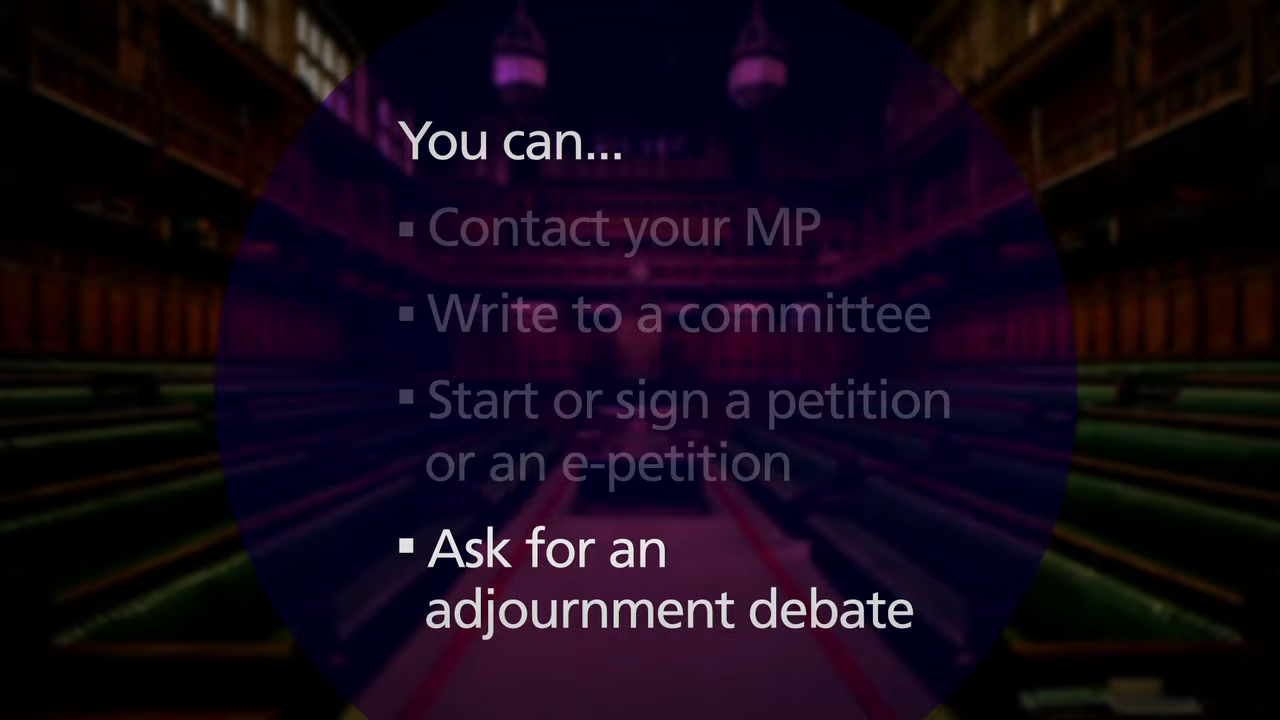 You can...
▪ Contact your MP
▪ Write to a committee
▪ Start or sign a petition
or an e-petition
▪ Ask for an
adjournment debate